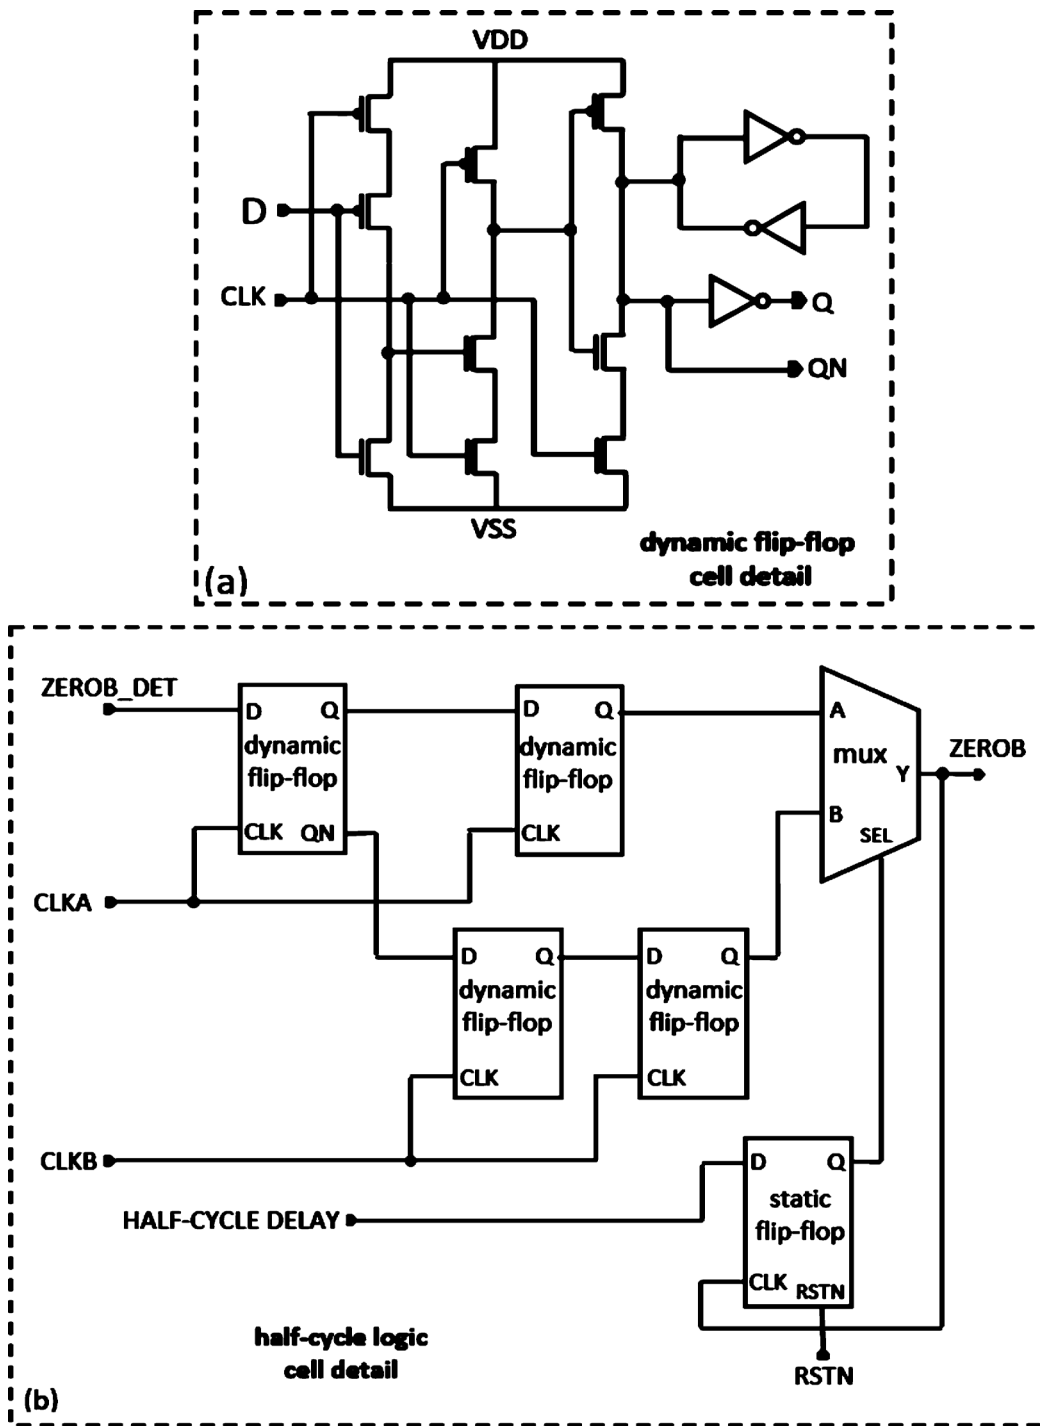 VDD
D
CLK
Q
QN
VSS
dynamic flip-flop
cell detail
(a)
ZEROB_DET
D Q
dynamic
flip-flop
CLK QN
D Q
dynamic
flip-flop
CLK
A
mux
Y
B
SEL
ZEROB
CLKA
D Q
dynamic
flip-flop
CLK
D Q
dynamic
flip-flop
CLK
CLKB
HALF-CYCLE DELAY
D Q
static
flip-flop
CLK RSTN
RSTN
half-cycle logic
cell detail
(b)